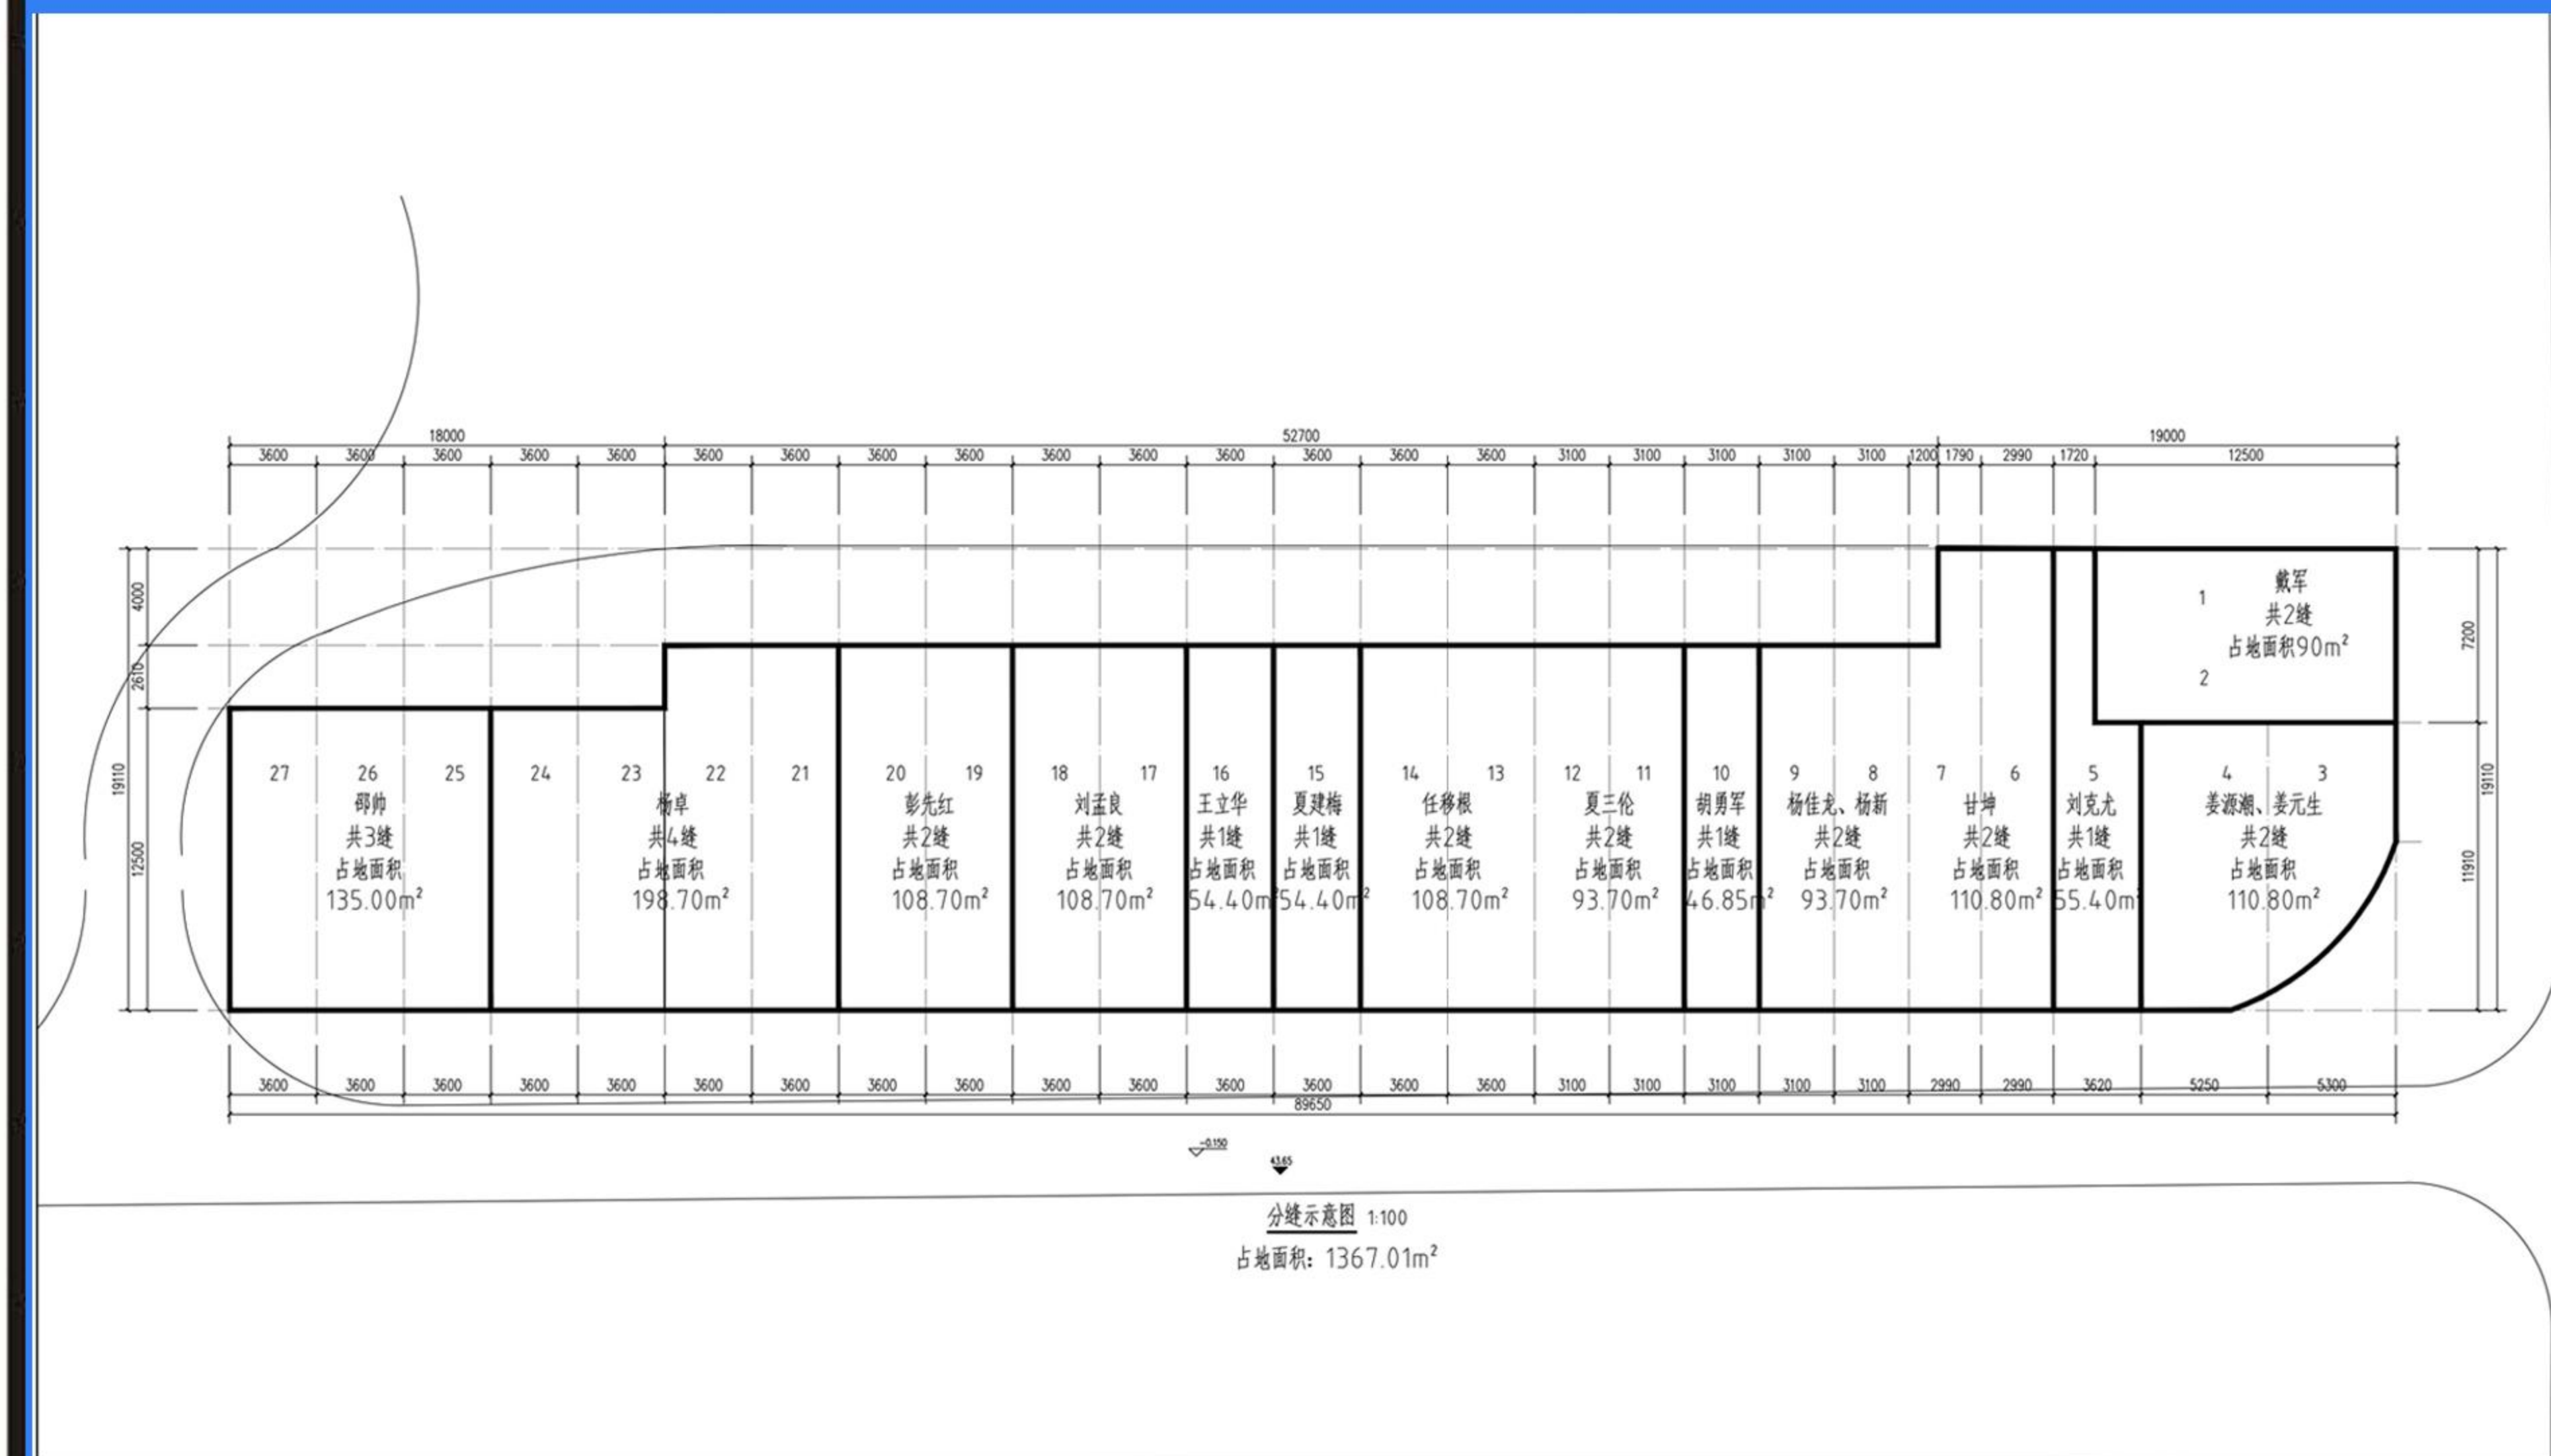 18000 52700 19000
3600 3600 3600 3600 3600 3600 3600 3600 3600 3600 3600 3600 3600 3600 3600 3100 3100 3100 3100 3100 1200 1790 2990 1720 12500
4000
2610
12500
19110
7200
11910
19110
1
2
戴军
共2缝
占地面积90m²
27 26 25
邵帅
共3缝
占地面积
135.00m²
24 23 22 21
杨卓
共4缝
占地面积
198.70m²
20 19
彭先红
共2缝
占地面积
108.70m²
18 17
刘孟良
共2缝
占地面积
108.70m²
16
王立华
共1缝
占地面积
54.40m²
15
夏建梅
共1缝
占地面积
54.40m²
14 13
任移根
共2缝
占地面积
108.70m²
12 11
夏三伦
共2缝
占地面积
93.70m²
10
胡勇军
共1缝
占地面积
46.85m²
9 8
杨佳龙、杨新
共2缝
占地面积
93.70m²
7 6
甘坤
共2缝
占地面积
110.80m²
5
刘克尤
共1缝
占地面积
55.40m²
4 3
姜源潮、姜元生
共2缝
占地面积
110.80m²
3600 3600 3600 3600 3600 3600 3600 3600 3600 3600 3600 3600 3600 3600 3600 3100 3100 3100 3100 3100 2990 2990 3620 5250 5300
89650
-0.150
43.65
分缝示意图 1:100
占地面积: 1367.01m²